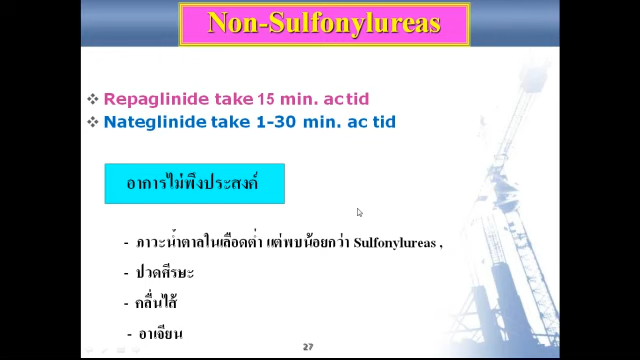 Non-Sulfonylureas
❖ Repaglinide take 15 min. ac tid
❖ Nateglinide take 1-30 min. ac tid
อาการไม่พึงประสงค์
- ภาวะน้ำตาลในเลือดต่ำ แต่พบน้อยกว่า Sulfonylureas ,
- ปวดศีรษะ
- คลื่นไส้
- อาเจียน
27